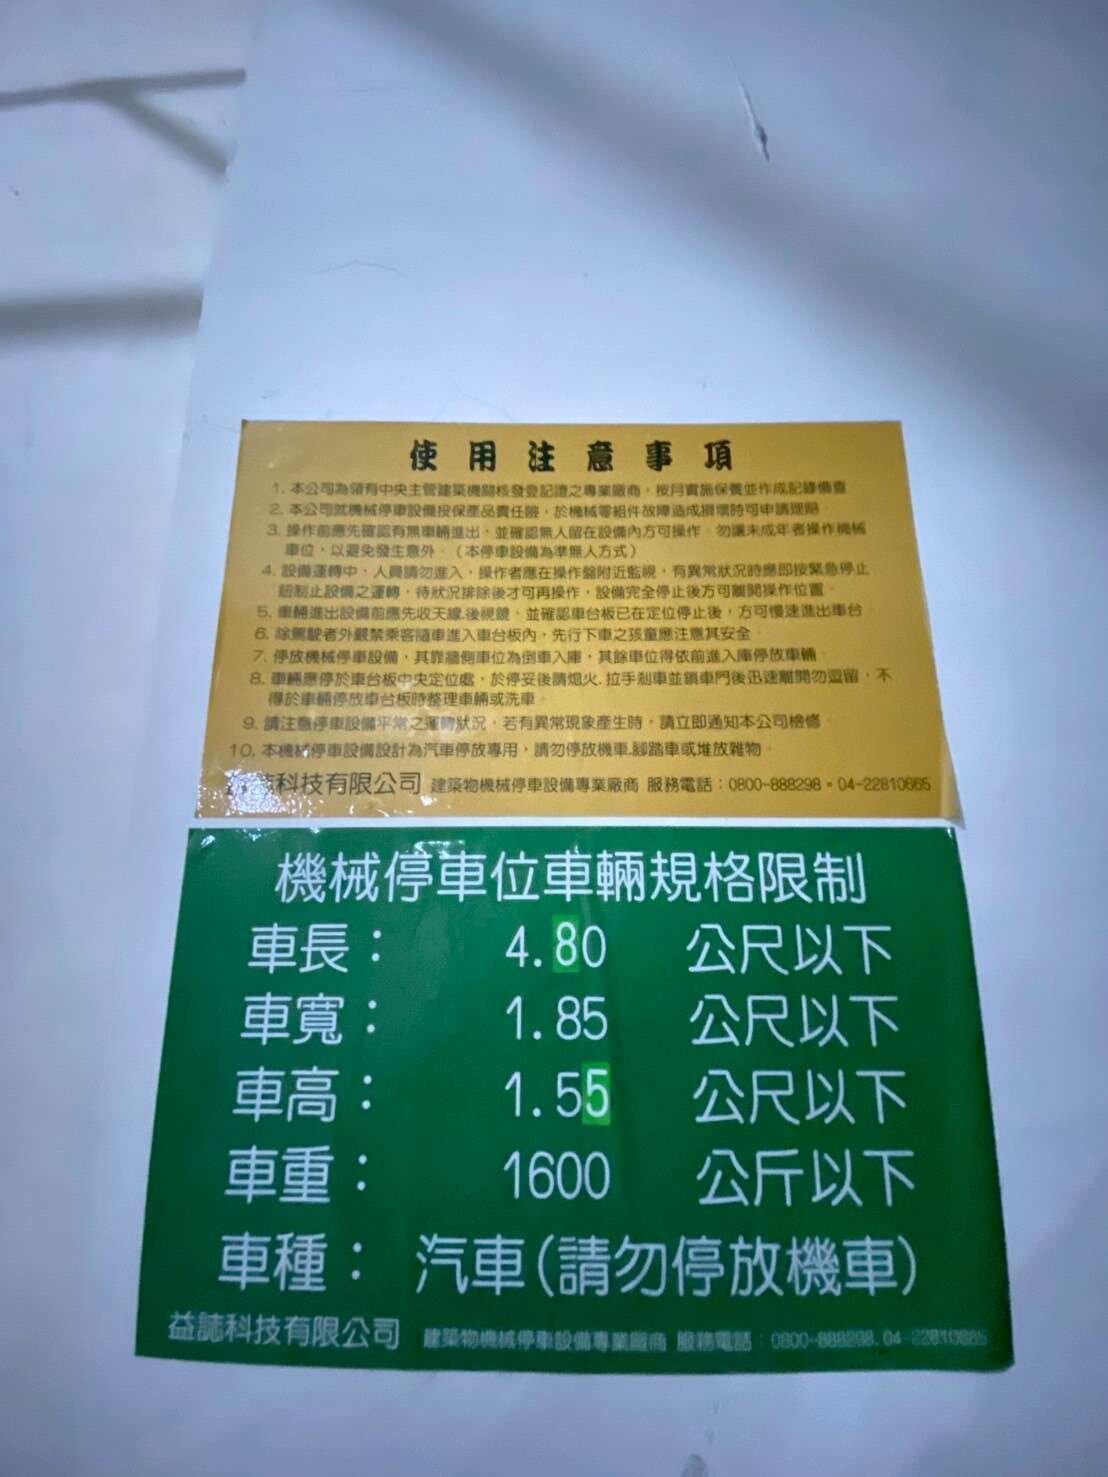 使用注意事項
1. 本公司為領有中央主管建築機關核發登記證之專業廠商，按月實施保養並作成記錄備查
2. 本公司就機械停車設備投保產品責任險，於機械零組件故障造成損壞時可申請理賠。
3. 操作前應先確認有無車輛進出，並確認無人留在設備內方可操作。勿讓未成年者操作機械
車位，以避免發生意外。（本停車設備為準無人方式）
4. 設備運轉中，人員請勿進入，操作者應在操作盤附近監視，有異常狀況時應即按緊急停止
鈕制止設備之運轉，待狀況排除後才可再操作，設備完全停止後方可離開操作位置。
5. 車輛進出設備前應先收天線.後視鏡，並確認車台板已在定位停止後，方可慢速進出車台。
6. 除駕駛者外嚴禁乘客隨車進入車台板內，先行下車之孩童應注意其安全。
7. 停放機械停車設備，其靠牆側車位為倒車入庫，其餘車位得依前進入庫停放車輛。
8. 車輛應停於車台板中央定位處，於停妥後請熄火.拉手剎車並鎖車門後迅速離開勿逗留，不
得於車輛停放車台板時整理車輛或洗車。
9. 請注意停車設備平常之運轉狀況，若有異常現象產生時，請立即通知本公司檢修。
10. 本機械停車設備設計為汽車停放專用，請勿停放機車.腳踏車或堆放雜物。
益誌科技有限公司 建築物機械停車設備專業廠商 服務電話：0800-888298。04-22810665
機械停車位車輛規格限制
車長： 4.80 公尺以下
車寬： 1.85 公尺以下
車高： 1.55 公尺以下
車重： 1600 公斤以下
車種： 汽車(請勿停放機車)
益誌科技有限公司 建築物機械停車設備專業廠商 服務電話：0800-888298.04-22810665